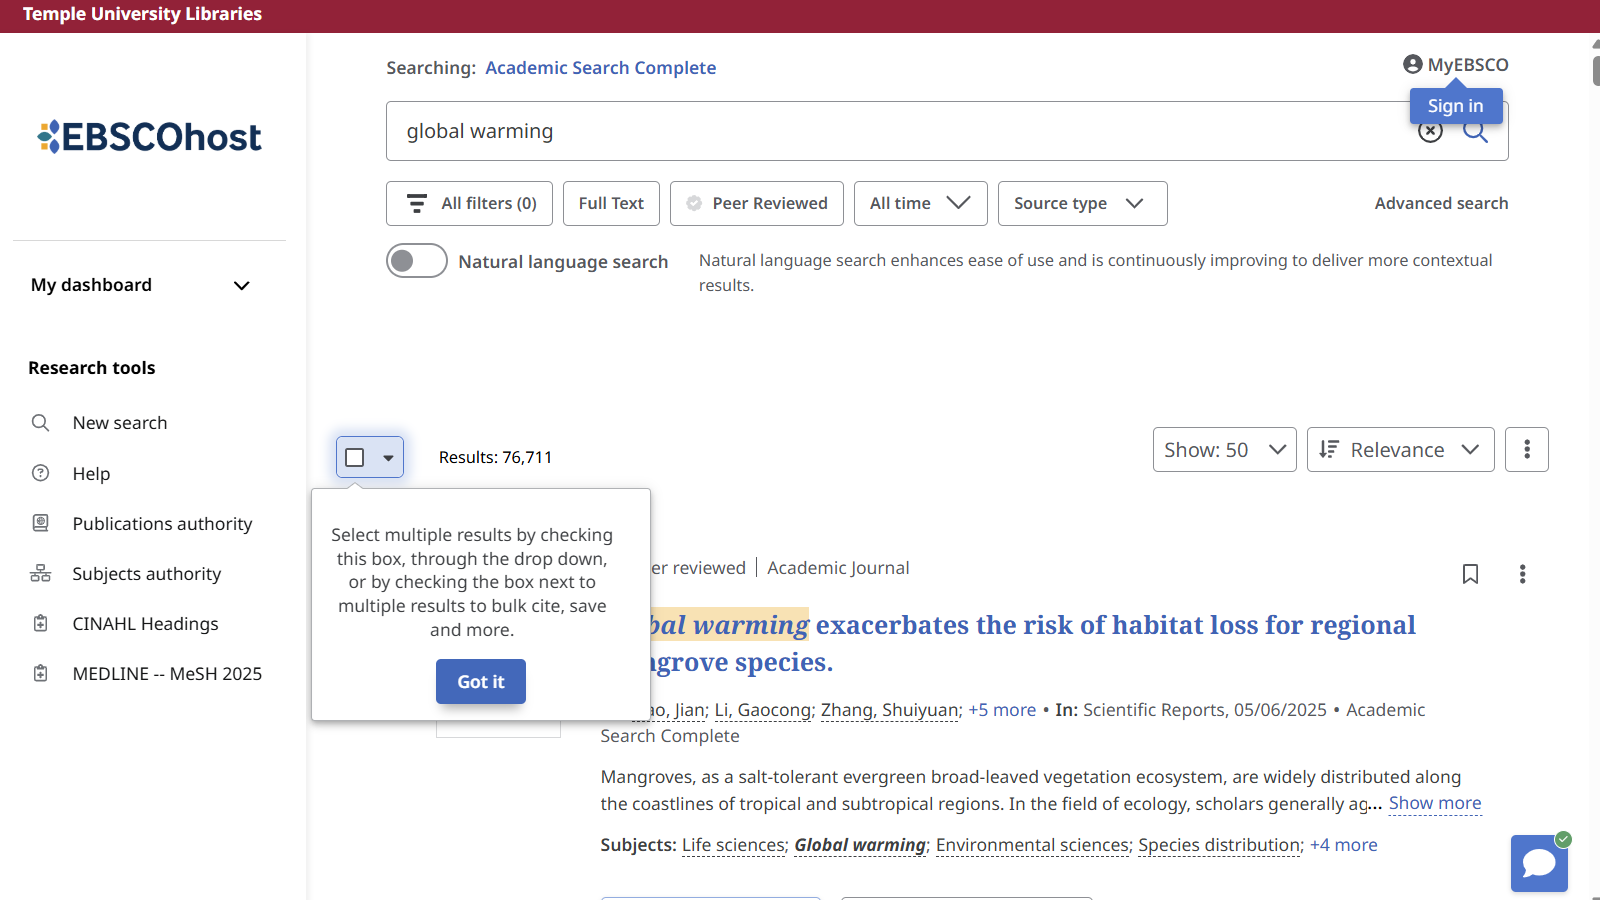 Temple University Libraries
EBSCOhost
My dashboard
Research tools
New search
Help
Publications authority
Subjects authority
CINAHL Headings
MEDLINE -- MeSH 2025
Searching: Academic Search Complete
MyEBSCO
Sign in
global warming
All filters (0)
Full Text
Peer Reviewed
All time
Source type
Advanced search
Natural language search
Natural language search enhances ease of use and is continuously improving to deliver more contextual
results.
Results: 76,711
Show: 50
Relevance
Select multiple results by checking
this box, through the drop down,
or by checking the box next to
multiple results to bulk cite, save
and more.
Got it
er reviewed | Academic Journal
bal warming exacerbates the risk of habitat loss for regional
grove species.
ao, Jian; Li, Gaocong; Zhang, Shuiyuan; +5 more • In: Scientific Reports, 05/06/2025 • Academic
Search Complete
Mangroves, as a salt-tolerant evergreen broad-leaved vegetation ecosystem, are widely distributed along
the coastlines of tropical and subtropical regions. In the field of ecology, scholars generally ag... Show more
Subjects: Life sciences; Global warming; Environmental sciences; Species distribution; +4 more